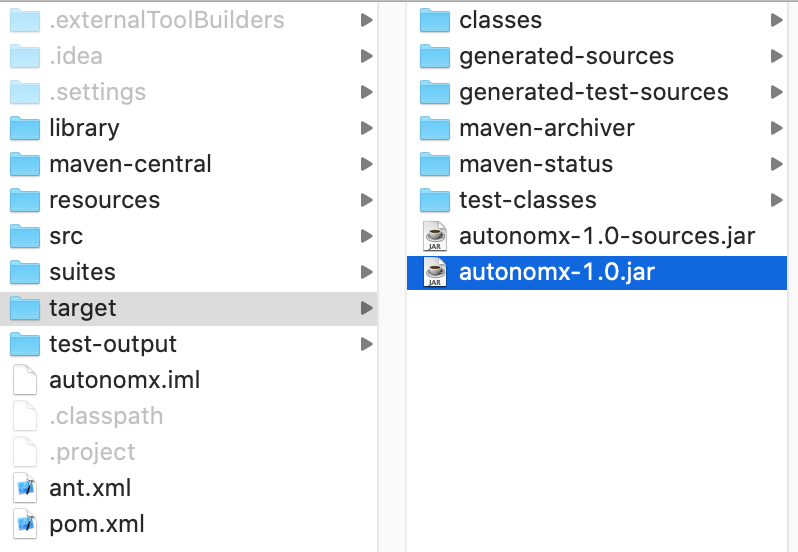 .externalToolBuilders
.idea
.settings
library
maven-central
resources
src
suites
target
test-output
autonomx.iml
.classpath
.project
ant.xml
pom.xml
classes
generated-sources
generated-test-sources
maven-archiver
maven-status
test-classes
JAR
autonomx-1.0-sources.jar
JAR
autonomx-1.0.jar